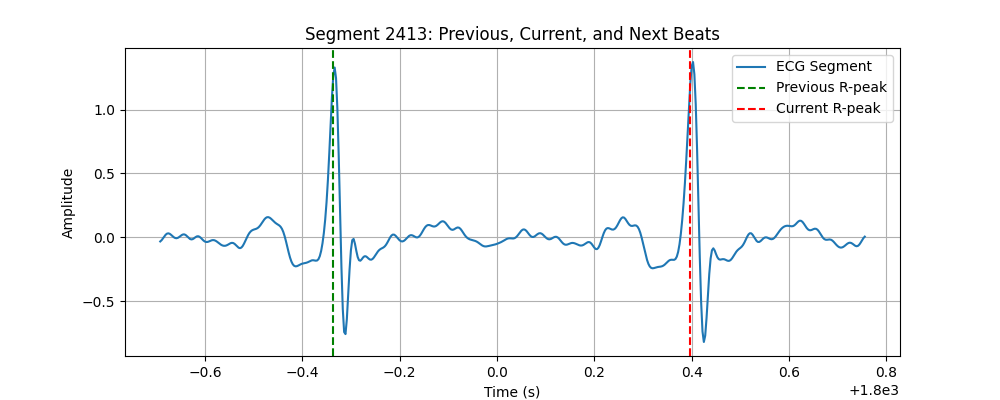 Segment 2413: Previous, Current, and Next Beats
ECG Segment
Previous R-peak
Current R-peak
1.0
0.5
0.0
−0.5
Amplitude
−0.6
−0.4
−0.2
0.0
0.2
0.4
0.6
0.8
Time (s)
+1.8e3